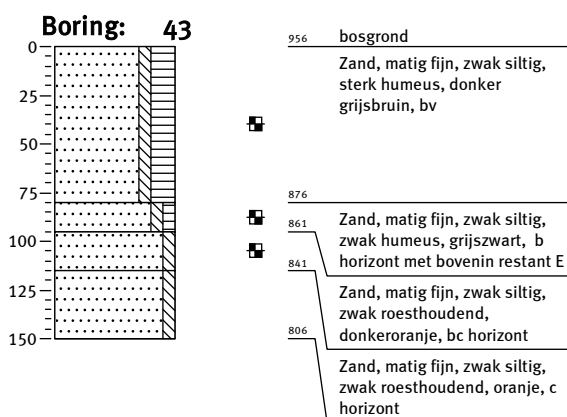 Boring: 43
0
25
50
75
100
125
150
956 bosgrond
Zand, matig fijn, zwak siltig,
sterk humeus, donker
grijsbruin, bv
876
Zand, matig fijn, zwak siltig,
zwak humeus, grijszwart, b
horizont met bovenin restant E
861
Zand, matig fijn, zwak siltig,
zwak roesthoudend,
donkeroranje, bc horizont
841
Zand, matig fijn, zwak siltig,
zwak roesthoudend, oranje, c
horizont
806